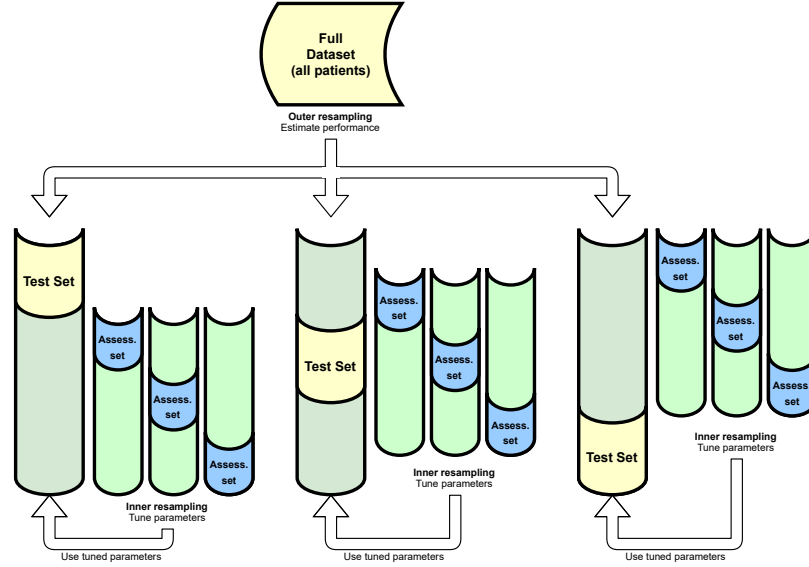 Full
Dataset
(all patients)
Outer resampling
Estimate performance
Test Set
Assess.
set
Assess.
set
Assess.
set
Inner resampling
Tune parameters
Use tuned parameters
Test Set
Assess.
set
Assess.
set
Assess.
set
Inner resampling
Tune parameters
Use tuned parameters
Test Set
Assess.
set
Assess.
set
Assess.
set
Inner resampling
Tune parameters
Use tuned parameters